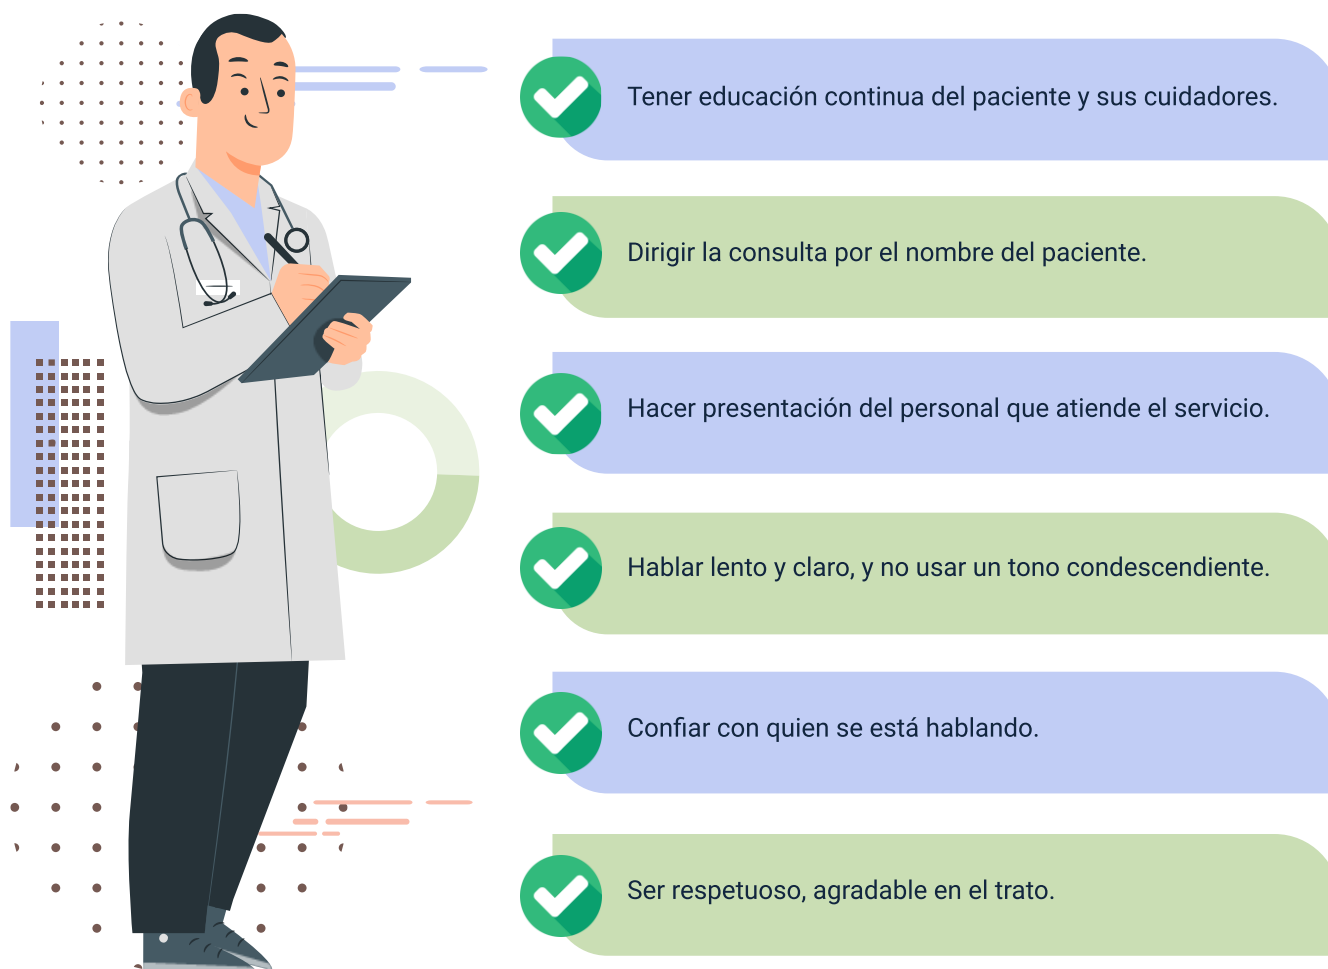 Tener educación continua del paciente y sus cuidadores.
Dirigir la consulta por el nombre del paciente.
Hacer presentación del personal que atiende el servicio.
Hablar lento y claro, y no usar un tono condescendiente.
Confiar con quien se está hablando.
Ser respetuoso, agradable en el trato.